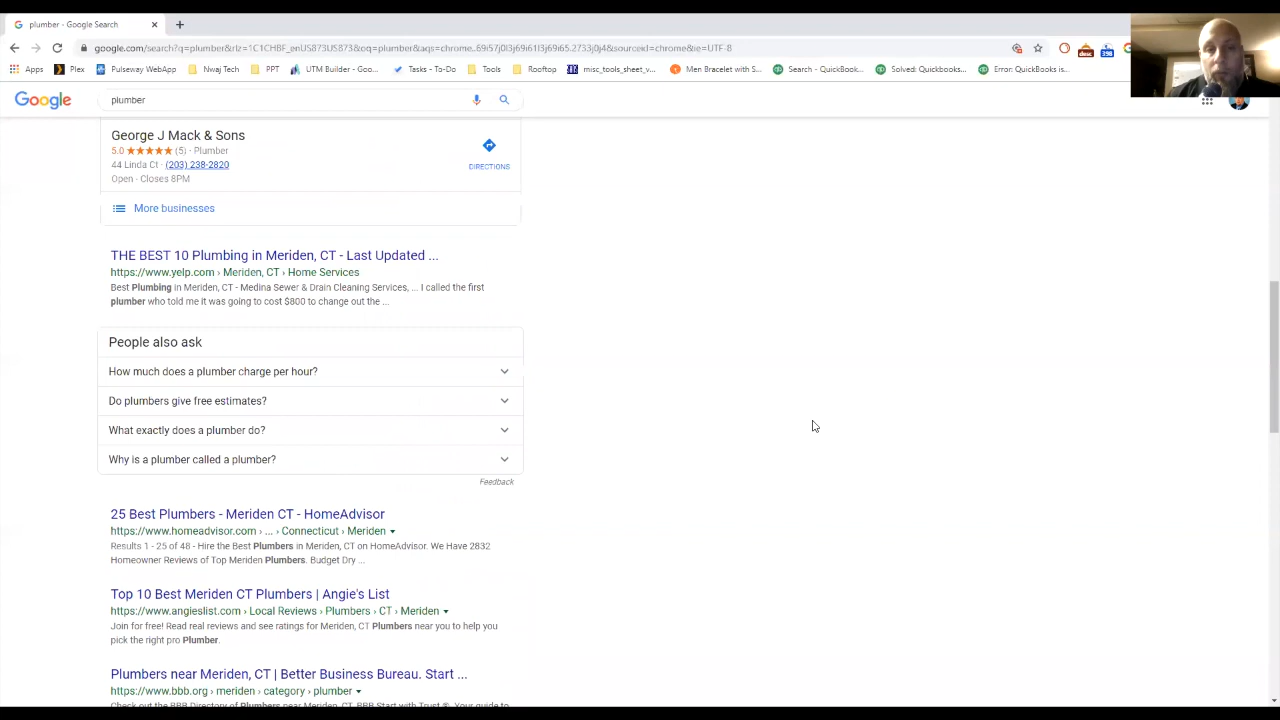 plumber - Google Search
google.com/search?q=plumber&rlz=1C1CHBF_enUS873US873&oq=plumber&aqs=chrome..69i57j0l3j69i61l3j69i65.2733j0j4&sourceid=chrome&ie=UTF-8
Apps Plex Pulseway WebApp Nwaj Tech PPT UTM Builder - Goo... Tasks - To-Do Tools Rooftop misc_tools_sheet_v... Men Bracelet with S... Search - QuickBook... Solved: Quickbooks... Error: QuickBooks is...
desc 398
Google plumber
George J Mack & Sons
5.0 ★★★★★ (5) · Plumber
44 Linda Ct · (203) 238-2820
Open · Closes 8PM
DIRECTIONS
More businesses
THE BEST 10 Plumbing in Meriden, CT - Last Updated ...
https://www.yelp.com › Meriden, CT › Home Services
Best Plumbing in Meriden, CT - Medina Sewer & Drain Cleaning Services, ... I called the first
plumber who told me it was going to cost $800 to change out the ...
People also ask
How much does a plumber charge per hour?
Do plumbers give free estimates?
What exactly does a plumber do?
Why is a plumber called a plumber?
Feedback
25 Best Plumbers - Meriden CT - HomeAdvisor
https://www.homeadvisor.com › ... › Connecticut › Meriden
Results 1 - 25 of 48 - Hire the Best Plumbers in Meriden, CT on HomeAdvisor. We Have 2832
Homeowner Reviews of Top Meriden Plumbers. Budget Dry ...
Top 10 Best Meriden CT Plumbers | Angie's List
https://www.angieslist.com › Local Reviews › Plumbers › CT › Meriden
Join for free! Read real reviews and see ratings for Meriden, CT Plumbers near you to help you
pick the right pro Plumber.
Plumbers near Meriden, CT | Better Business Bureau. Start ...
https://www.bbb.org › meriden › category › plumber
Check out the BBB Directory of Plumbers near Meriden, CT. BBB Start with Trust ®. Your guide to